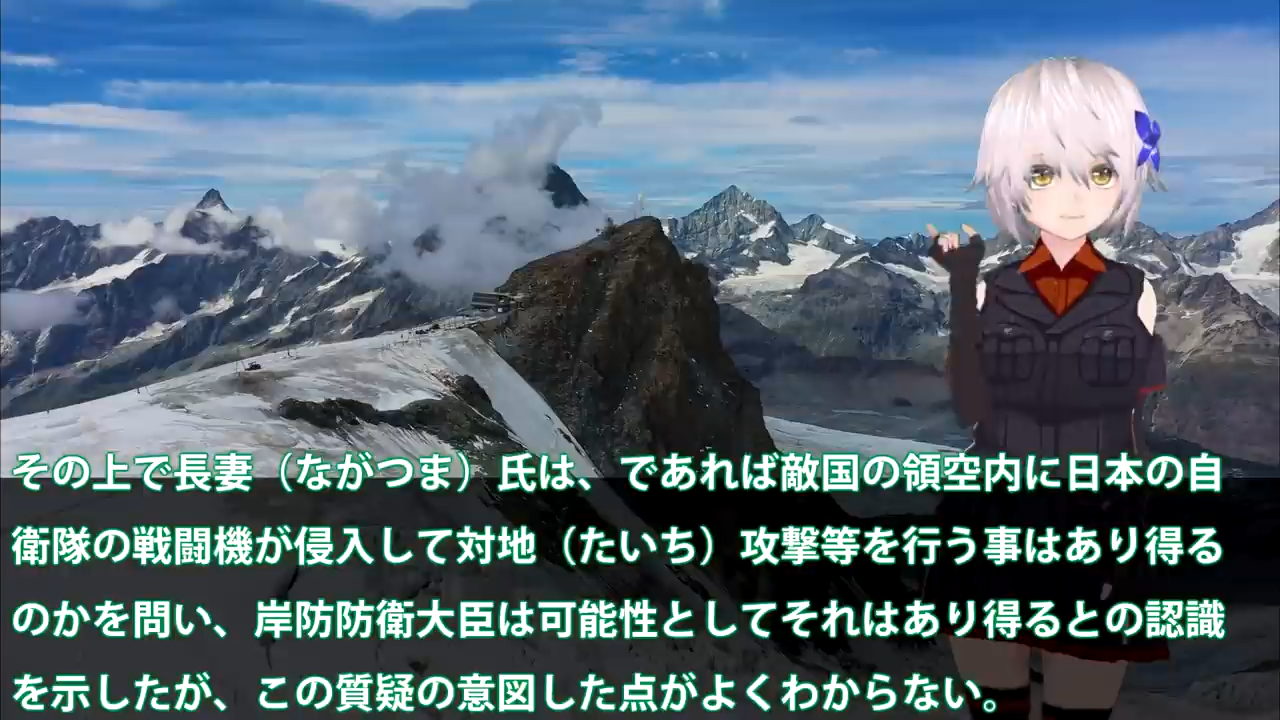 その上で長妻（ながつま）氏は、であれば敵国の領空内に日本の自
衛隊の戦闘機が侵入して対地（たいち）攻撃等を行う事はあり得る
のかを問い、岸防防衛大臣は可能性としてそれはあり得るとの認識
を示したが、この質疑の意図した点がよくわからない。